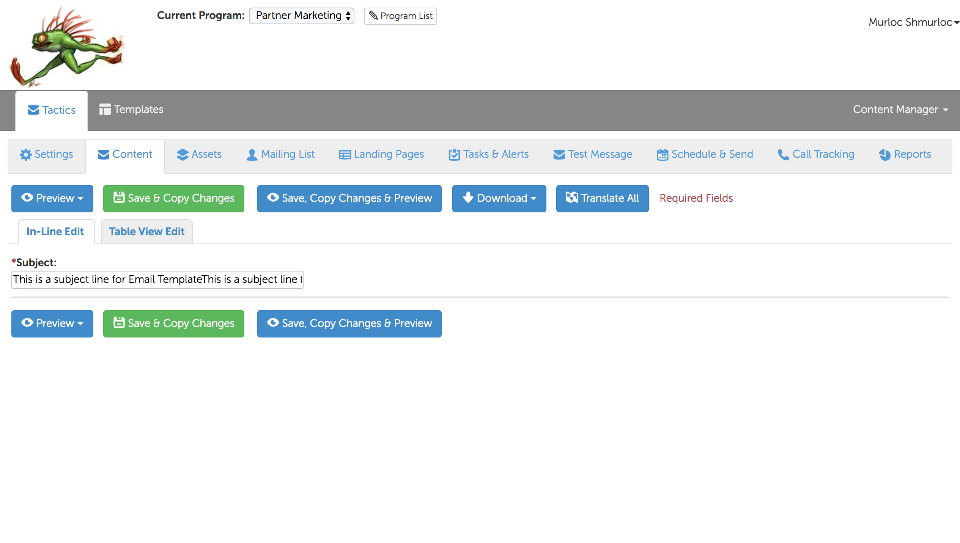 Current Program: Partner Marketing Program List
Murloc Shmurloc
Tactics Templates Content Manager
Settings Content Assets Mailing List Landing Pages Tasks & Alerts Test Message Schedule & Send Call Tracking Reports
Preview Save & Copy Changes Save, Copy Changes & Preview Download Translate All Required Fields
In-Line Edit Table View Edit
*Subject:
This is a subject line for Email TemplateThis is a subject line
Preview Save & Copy Changes Save, Copy Changes & Preview